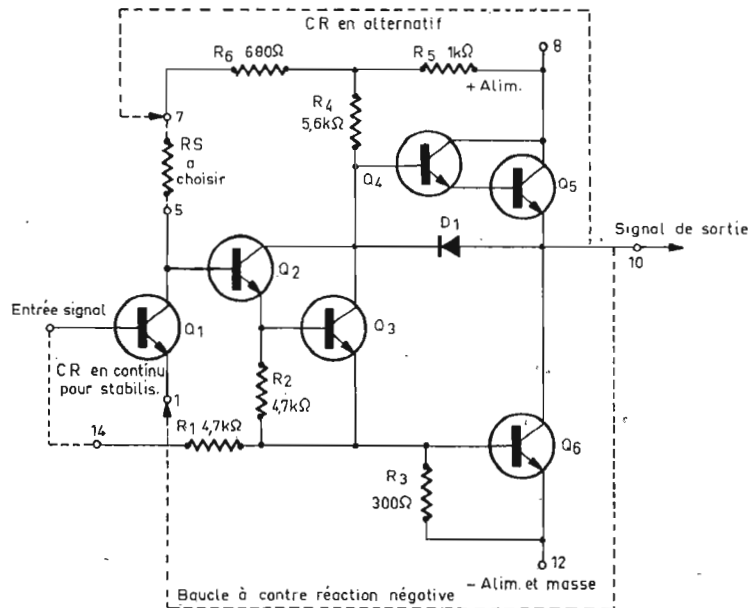 CR en alternatif
R6 680Ω
R5 1kΩ
8
+ Alim.
7
R4
5,6kΩ
RS
a
choisir
Q4
Q5
5
D1
Signal de sortie
10
Q2
Entrée signal
Q1
Q3
CR en continu
pour stabilis.
1
R2
4,7kΩ
14
R1 4,7kΩ
Q6
R3
300Ω
12
– Alim. et masse
Baucle à contre réaction négative